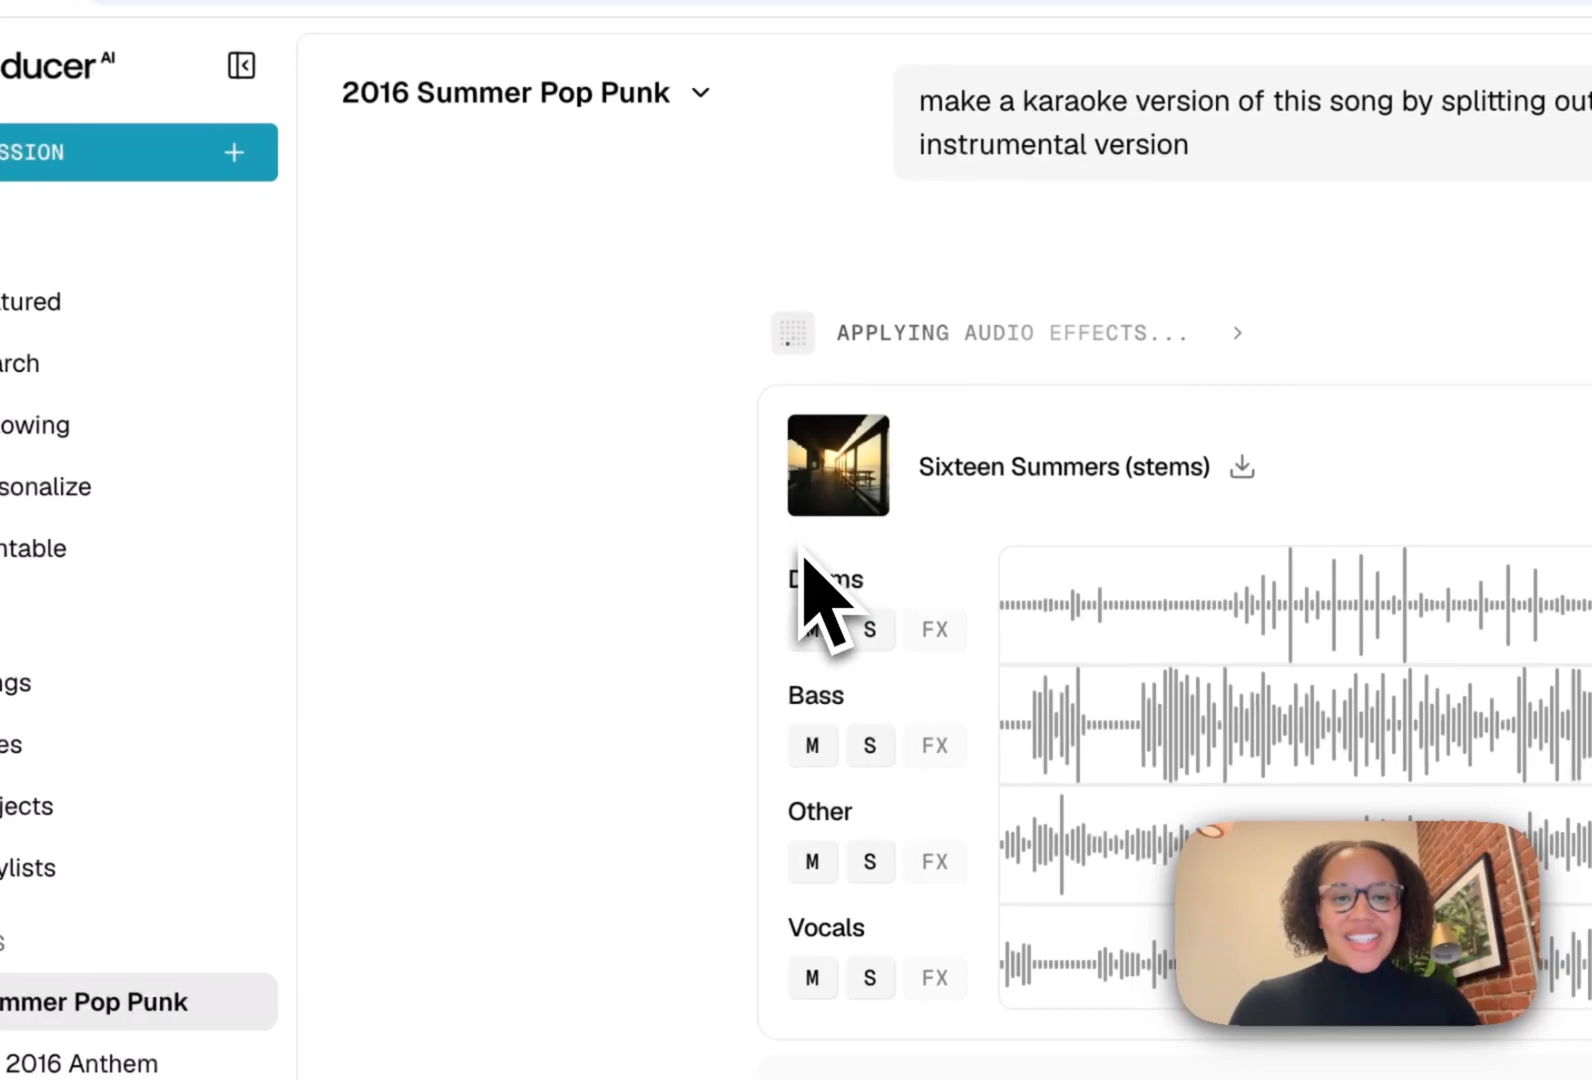 ducer AI
2016 Summer Pop Punk
make a karaoke version of this song by splitting out
instrumental version
SSION +
tured
arch
owing
sonalize
ntable
gs
es
jects
ylists
S
mmer Pop Punk
2016 Anthem
APPLYING AUDIO EFFECTS...
Sixteen Summers (stems)
M S FX
Bass
M S FX
Other
M S FX
Vocals
M S FX